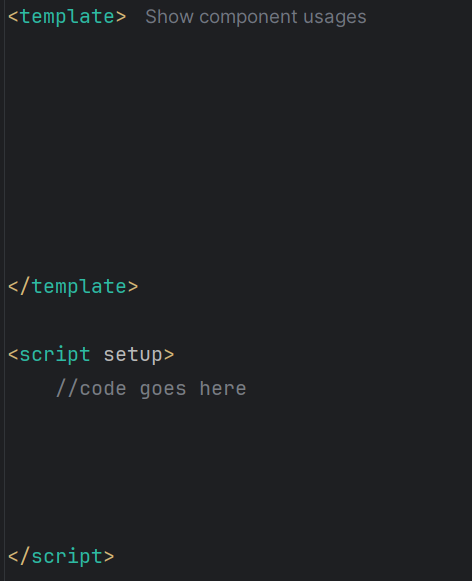 <template> Show component usages
</template>
<script setup>
//code goes here
</script>